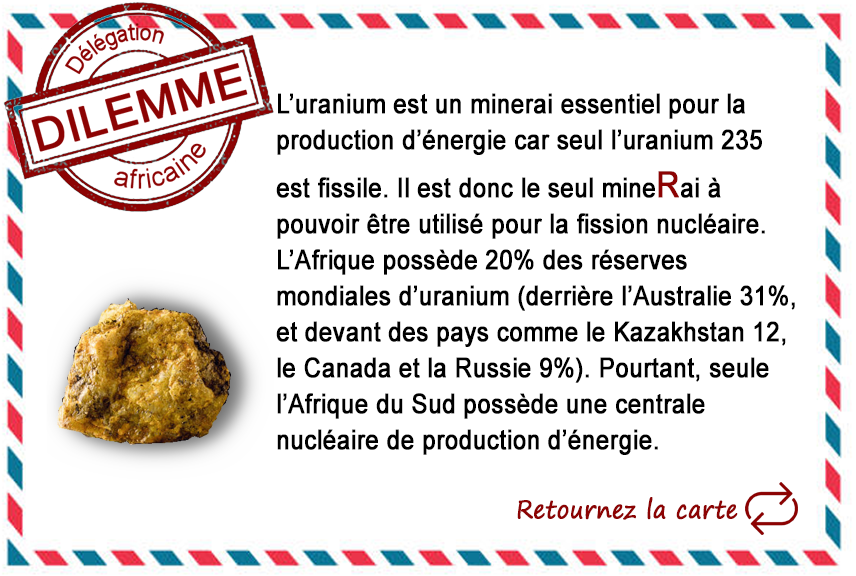 Délégation
DILEMME
africaine
L’uranium est un minerai essentiel pour la
production d’énergie car seul l’uranium 235
est fissile. Il est donc le seul mineRai à
pouvoir être utilisé pour la fission nucléaire.
L’Afrique possède 20% des réserves
mondiales d’uranium (derrière l’Australie 31%,
et devant des pays comme le Kazakhstan 12,
le Canada et la Russie 9%). Pourtant, seule
l’Afrique du Sud possède une centrale
nucléaire de production d’énergie.
Retournez la carte